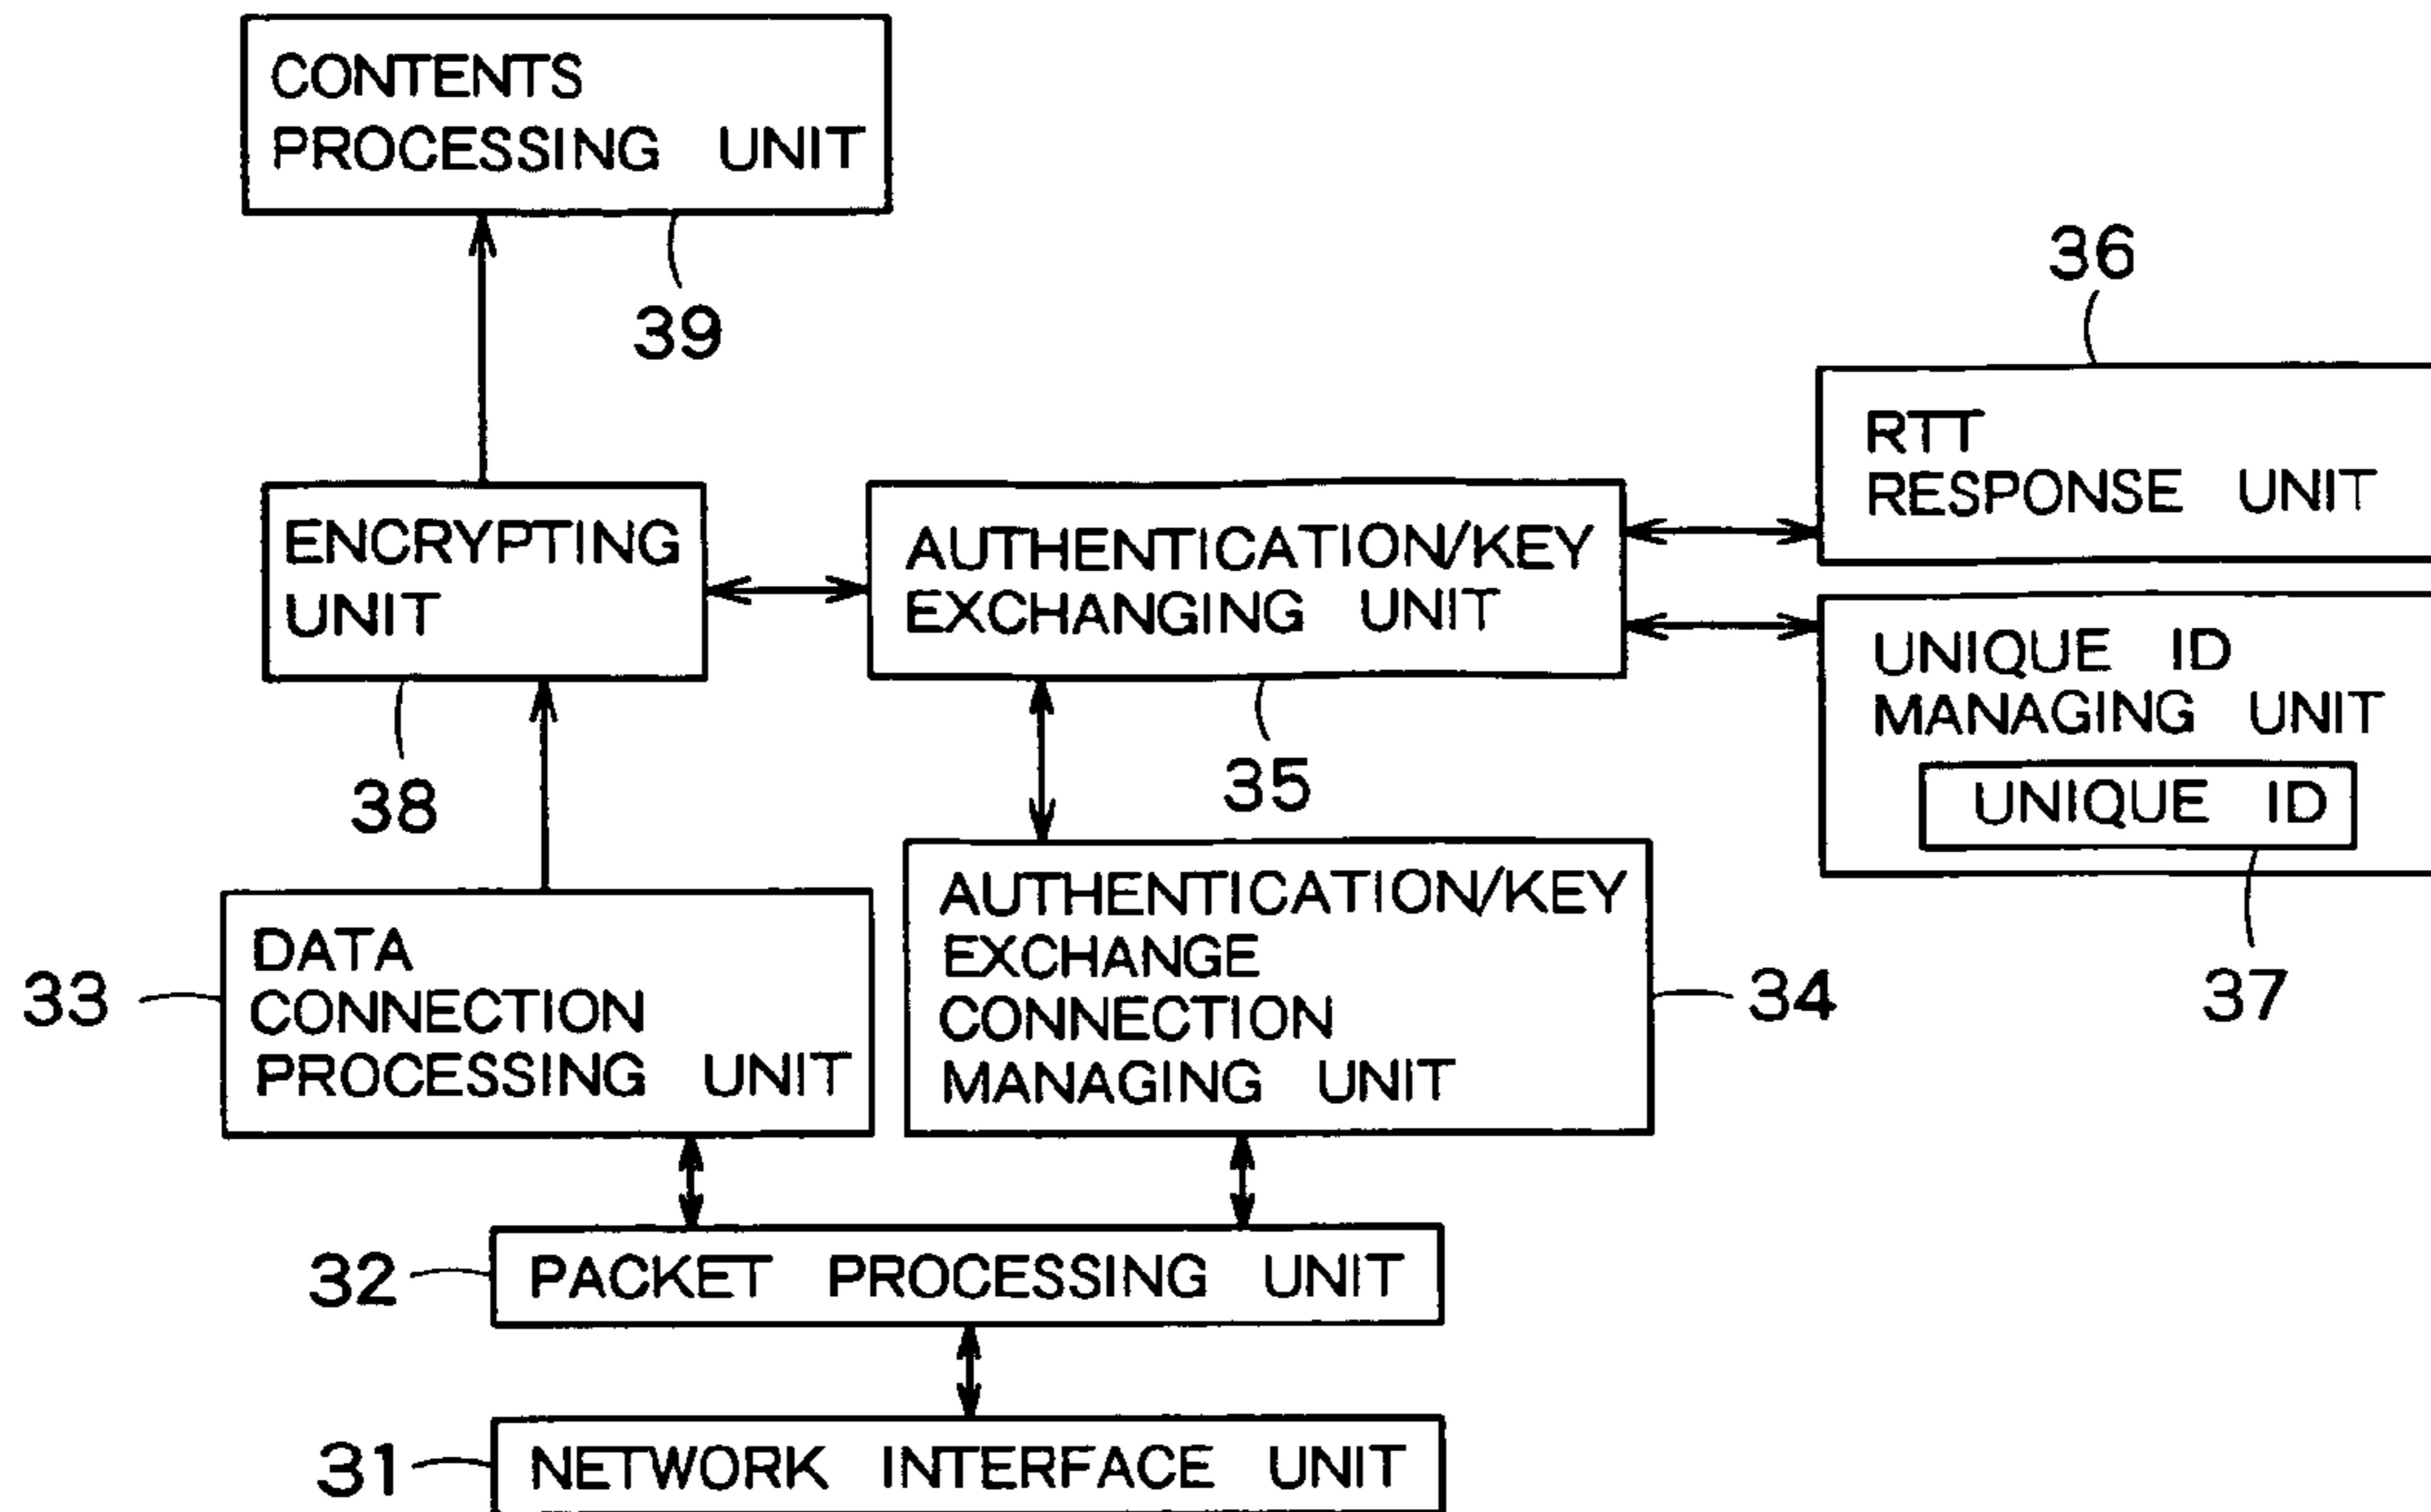 CONTENTS
PROCESSING UNIT
39
36
RTT
RESPONSE UNIT
ENCRYPTING
UNIT
38
AUTHENTICATION/KEY
EXCHANGING UNIT
35
UNIQUE ID
MANAGING UNIT
UNIQUE ID
37
33
DATA
CONNECTION
PROCESSING UNIT
AUTHENTICATION/KEY
EXCHANGE
CONNECTION
MANAGING UNIT
34
32
PACKET PROCESSING UNIT
31
NETWORK INTERFACE UNIT